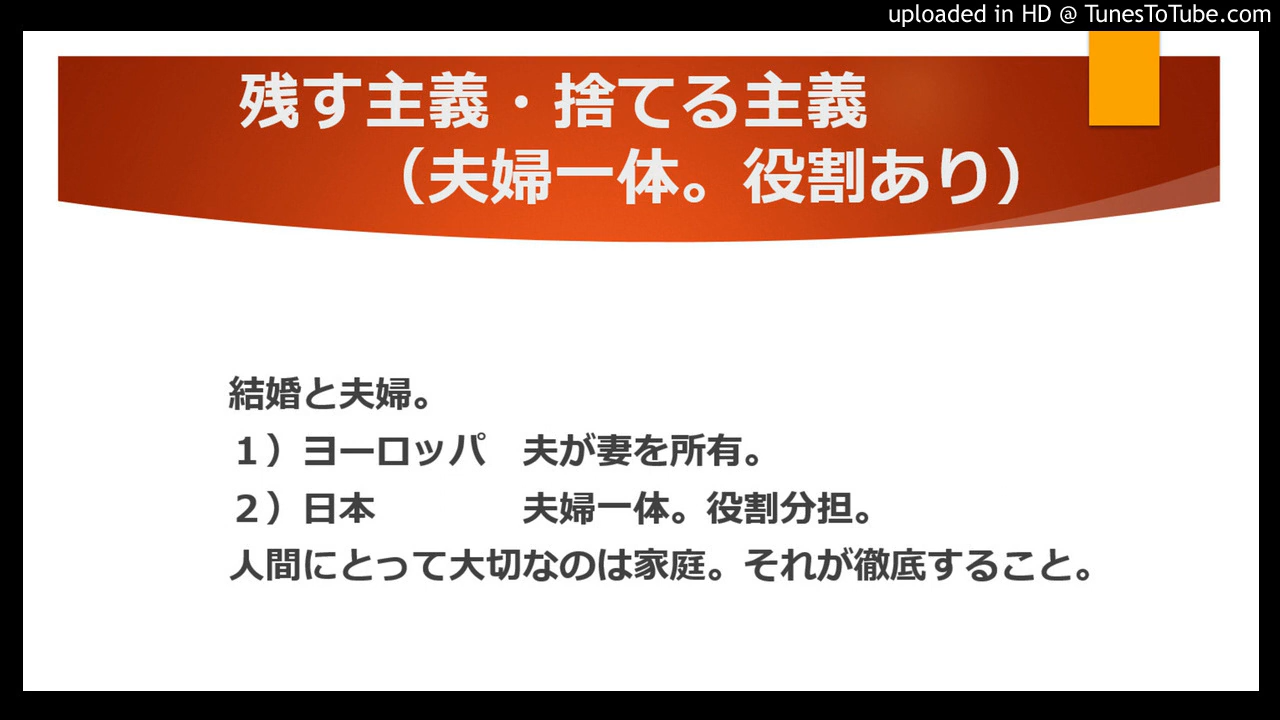 uploaded in HD @ TunesToTube.com
残す主義・捨てる主義
（夫婦一体。役割あり）
結婚と夫婦。
１）ヨーロッパ　夫が妻を所有。
２）日本　　　　夫婦一体。役割分担。
人間にとって大切なのは家庭。それが徹底すること。